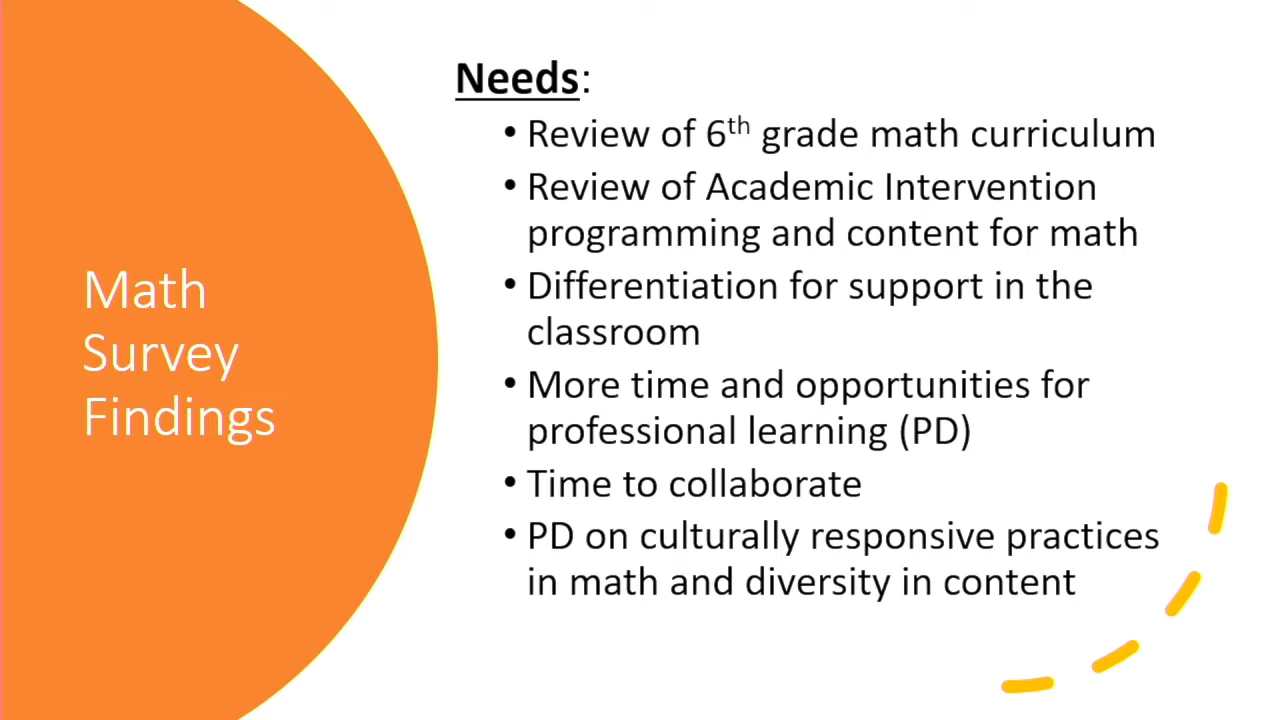 Math
Survey
Findings
Needs:
• Review of 6th grade math curriculum
• Review of Academic Intervention
programming and content for math
• Differentiation for support in the
classroom
• More time and opportunities for
professional learning (PD)
• Time to collaborate
• PD on culturally responsive practices
in math and diversity in content